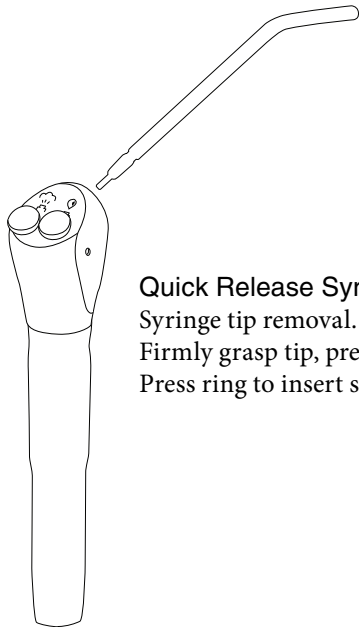 Quick Release Syr
Syringe tip removal.
Firmly grasp tip, pre
Press ring to insert s